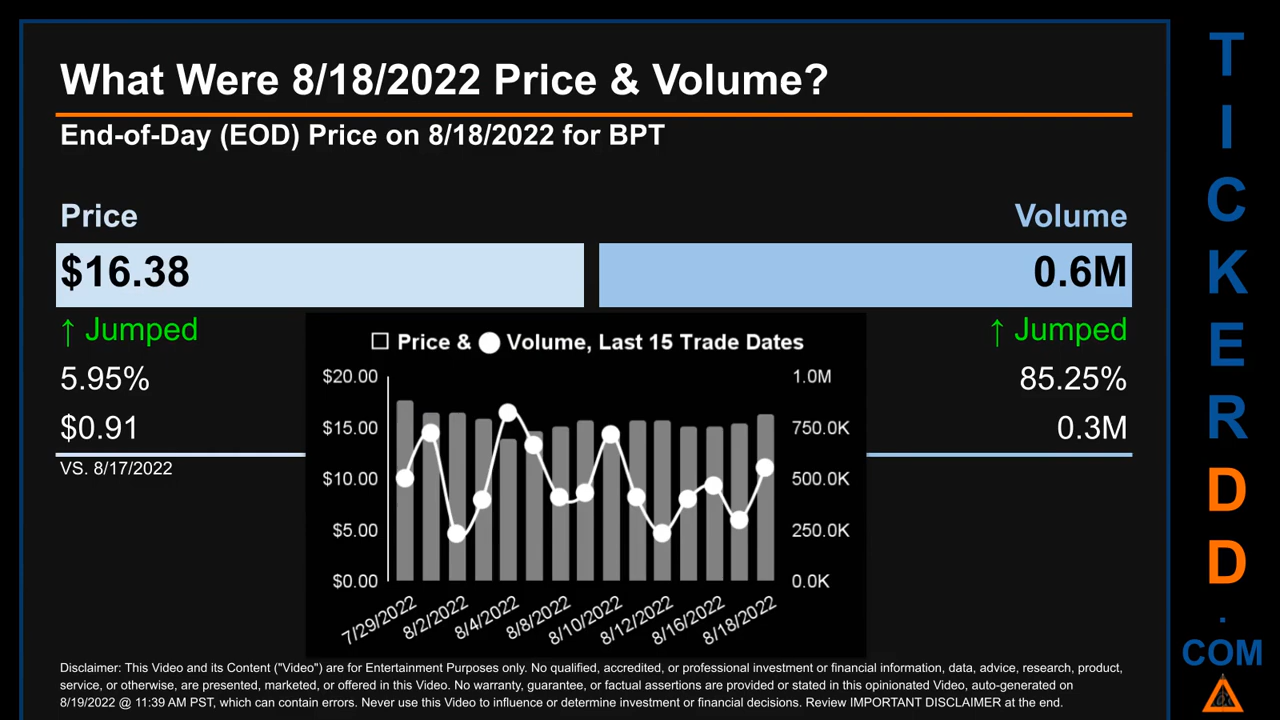 What Were 8/18/2022 Price & Volume?
End-of-Day (EOD) Price on 8/18/2022 for BPT
Price
Volume
$16.38
0.6M
↑ Jumped
↑ Jumped
5.95%
85.25%
$0.91
0.3M
VS. 8/17/2022
Price & Volume, Last 15 Trade Dates
$20.00
1.0M
$15.00
750.0K
$10.00
500.0K
$5.00
250.0K
$0.00
0.0K
7/29/2022
8/2/2022
8/4/2022
8/8/2022
8/10/2022
8/12/2022
8/16/2022
8/18/2022
Disclaimer: This Video and its Content ("Video") are for Entertainment Purposes only. No qualified, accredited, or professional investment or financial information, data, advice, research, product,
service, or otherwise, are presented, marketed, or offered in this Video. No warranty, guarantee, or factual assertions are provided or stated in this opinionated Video, auto-generated on
8/19/2022 @ 11:39 AM PST, which can contain errors. Never use this Video to influence or determine investment or financial decisions. Review IMPORTANT DISCLAIMER at the end.
T
I
C
K
E
R
D
D
.
COM